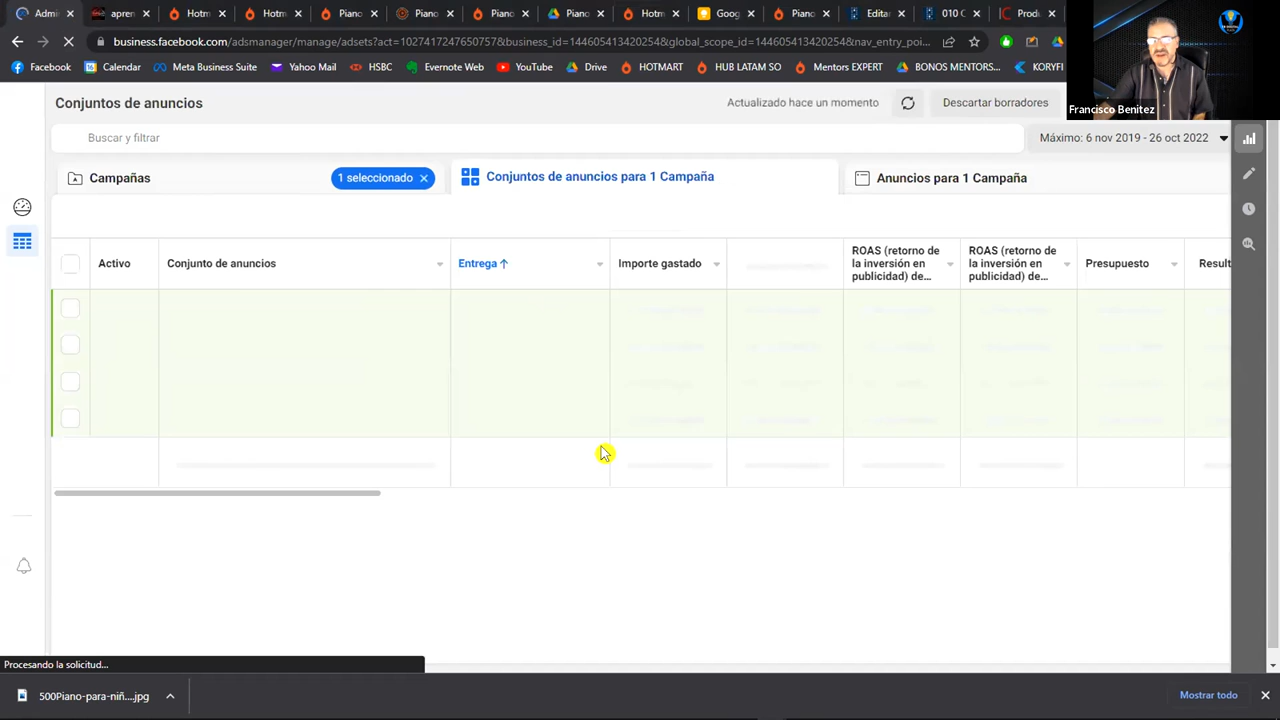 Admi
apren
Hotm
Hotm
Piano
Piano
Piano
Piano
Hotm
Goog
Piano
Editar
010 C
Produ
business.facebook.com/adsmanager/manage/adsets?act=1027417247650757&business_id=144605413420254&global_scope_id=144605413420254&nav_entry_poi...
Facebook
Calendar
Meta Business Suite
Yahoo Mail
HSBC
EvermetyWeb
YouTube
Drive
HOTMART
HUB LATAM SO
Mentors EXPERT
BONOS MENTORS...
KORYFI
Francisco Benitez
Conjuntos de anuncios
Actualizado hace un momento
Descartar borradores
Buscar y filtrar
Máximo: 6 nov 2019 - 26 oct 2022
Campañas
1 seleccionado
Conjuntos de anuncios para 1 Campaña
Anuncios para 1 Campaña
Activo
Conjunto de anuncios
Entrega ↑
Importe gastado
ROAS (retorno de
la inversión en
publicidad) de...
ROAS (retorno de
la inversión en
publicidad) de...
Presupuesto
Result
Procesando la solicitud...
500Piano-para-niñ....jpg
Mostrar todo